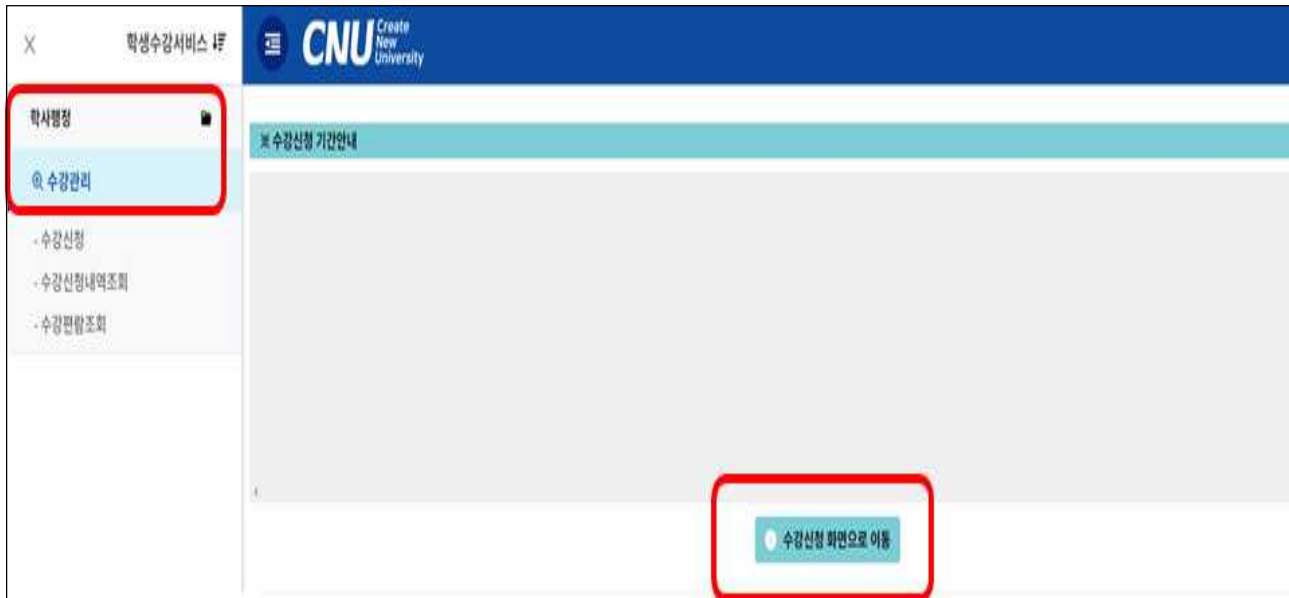 학생수강서비스
CNU Create New University
학사행정
수강관리
※ 수강신청 기간안내
- 수강신청
- 수강신청내역조회
- 수강편람조회
수강신청 화면으로 이동